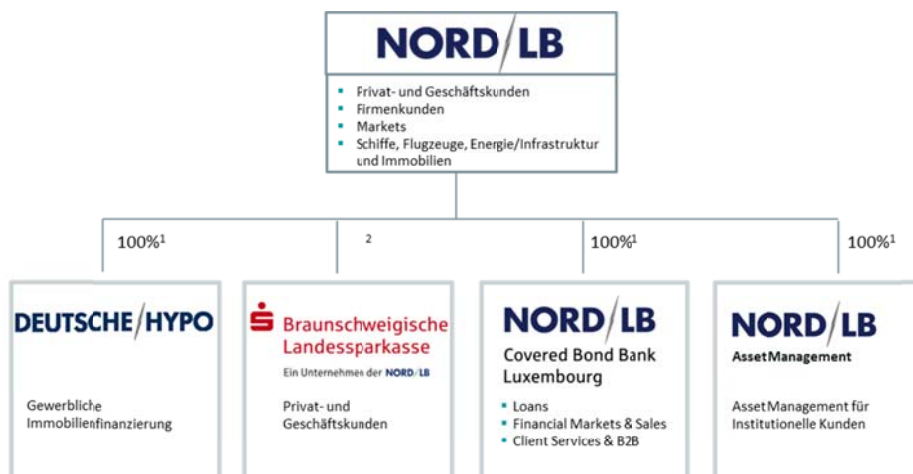 NORD/LB
▪ Privat- und Geschäftskunden
▪ Firmenkunden
▪ Markets
▪ Schiffe, Flugzeuge, Energie/Infrastruktur
und Immobilien
100%¹
²
100%¹
100%¹
DEUTSCHE/HYPO
Gewerbliche
Immobilienfinanzierung
Braunschweigische
Landessparkasse
Ein Unternehmen der NORD/LB
Privat- und
Geschäftskunden
NORD/LB
Covered Bond Bank
Luxembourg
▪ Loans
▪ Financial Markets & Sales
▪ Client Services & B2B
NORD/LB
AssetManagement
AssetManagement für
Institutionelle Kunden